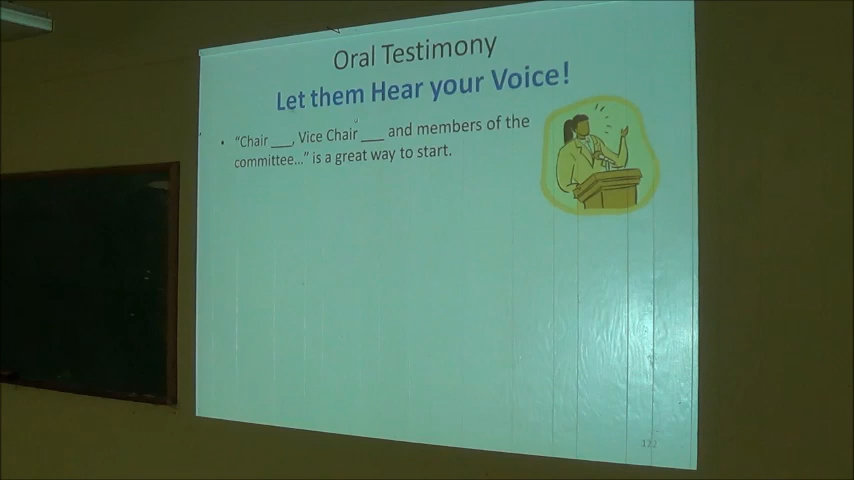 Oral Testimony
Let them Hear your Voice!
• "Chair ___, Vice Chair ___ and members of the
committee..." is a great way to start.